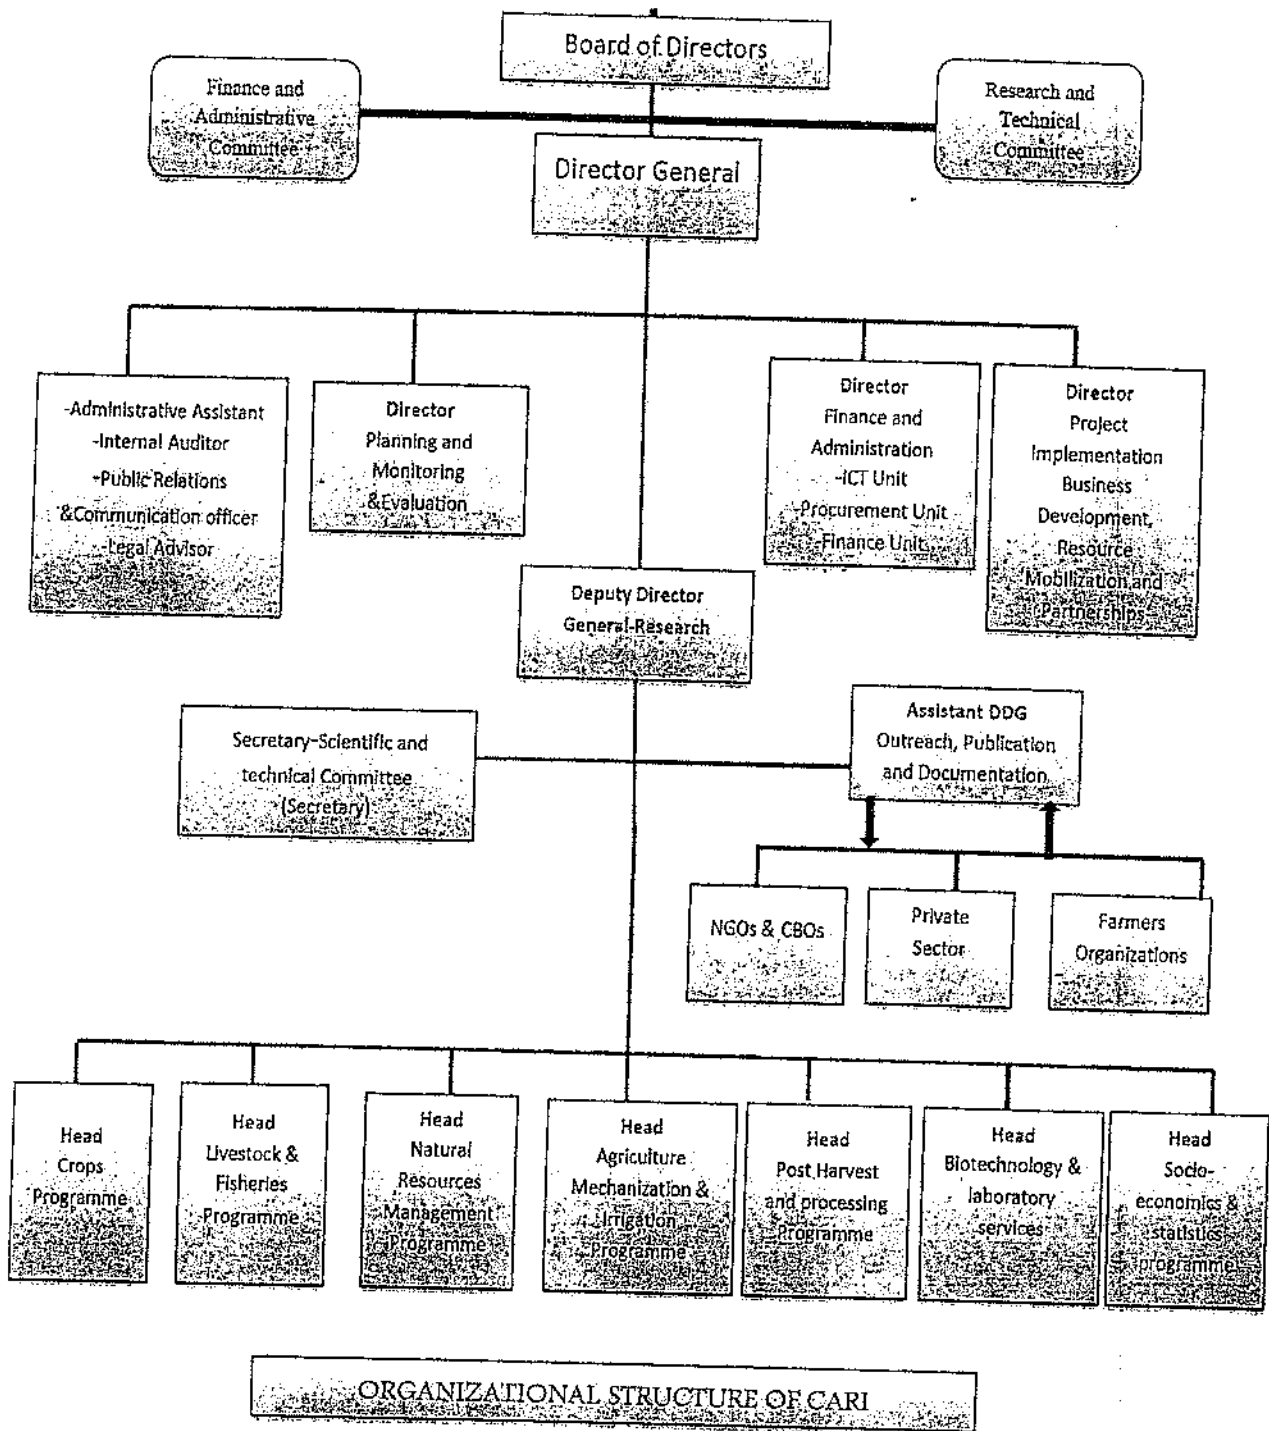 Board of Directors
Finance and
Administrative
Committee
Research and
Technical
Committee
Director General
-Administrative Assistant
-Internal Auditor
-Public Relations
&Communication officer
-Legal Advisor
Director
Planning and
Monitoring
&Evaluation
Director
Finance and
Administration
-ICT Unit
-Procurement Unit
-Finance Unit
Director
Project
Implementation
Business
Development,
Resource
Mobilization and
Partnerships
Deputy Director
General-Research
Secretary-Scientific and
technical Committee
(Secretary)
Assistant DDG
Outreach, Publication
and Documentation
NGOs & CBOs
Private
Sector
Farmers
Organizations
Head
Crops
Programme
Head
Livestock &
Fisheries
Programme
Head
Natural
Resources
Management
Programme
Head
Agriculture
Mechanization &
Irrigation
Programme
Head
Post Harvest
and processing
Programme
Head
Biotechnology &
laboratory
services
Head
Socio-
economics &
statistics
programme
ORGANIZATIONAL STRUCTURE OF CARI